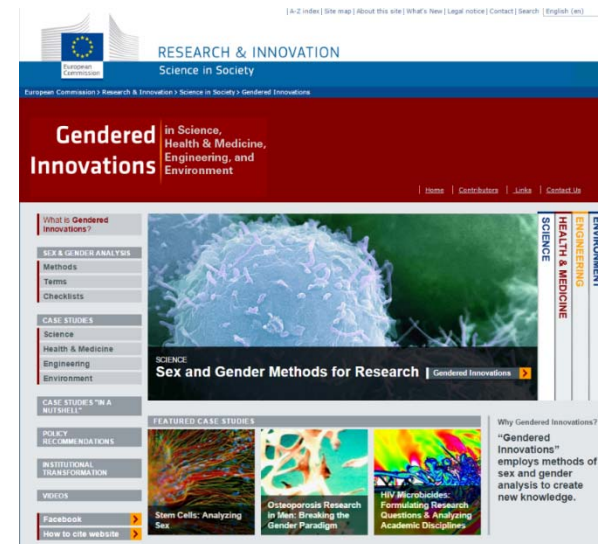 | A-Z index | Site map | About this site | What's New | Legal notice | Contact | Search | English (en)
European
Commission
RESEARCH & INNOVATION
Science in Society
European Commission > Research & Innovation > Science in Society > Gendered Innovations
Gendered
Innovations
in Science,
Health & Medicine,
Engineering, and
Environment
| Home | Contributors | Links | Contact Us
What is Gendered
Innovations?
SEX & GENDER ANALYSIS
Methods
Terms
Checklists
CASE STUDIES
Science
Health & Medicine
Engineering
Environment
CASE STUDIES "IN A
NUTSHELL"
POLICY
RECOMMENDATIONS
INSTITUTIONAL
TRANSFORMATION
VIDEOS
Facebook
How to cite website
SCIENCE
Sex and Gender Methods for Research | Gendered Innovations
SCIENCE
HEALTH & MEDICINE
ENGINEERING
ENVIRONMENT
FEATURED CASE STUDIES
Stem Cells: Analyzing
Sex
Osteoporosis Research
in Men: Breaking the
Gender Paradigm
HIV Microbicides:
Formulating Research
Questions & Analyzing
Academic Disciplines
Why Gendered Innovations?
"Gendered
Innovations"
employs methods of
sex and gender
analysis to create
new knowledge.